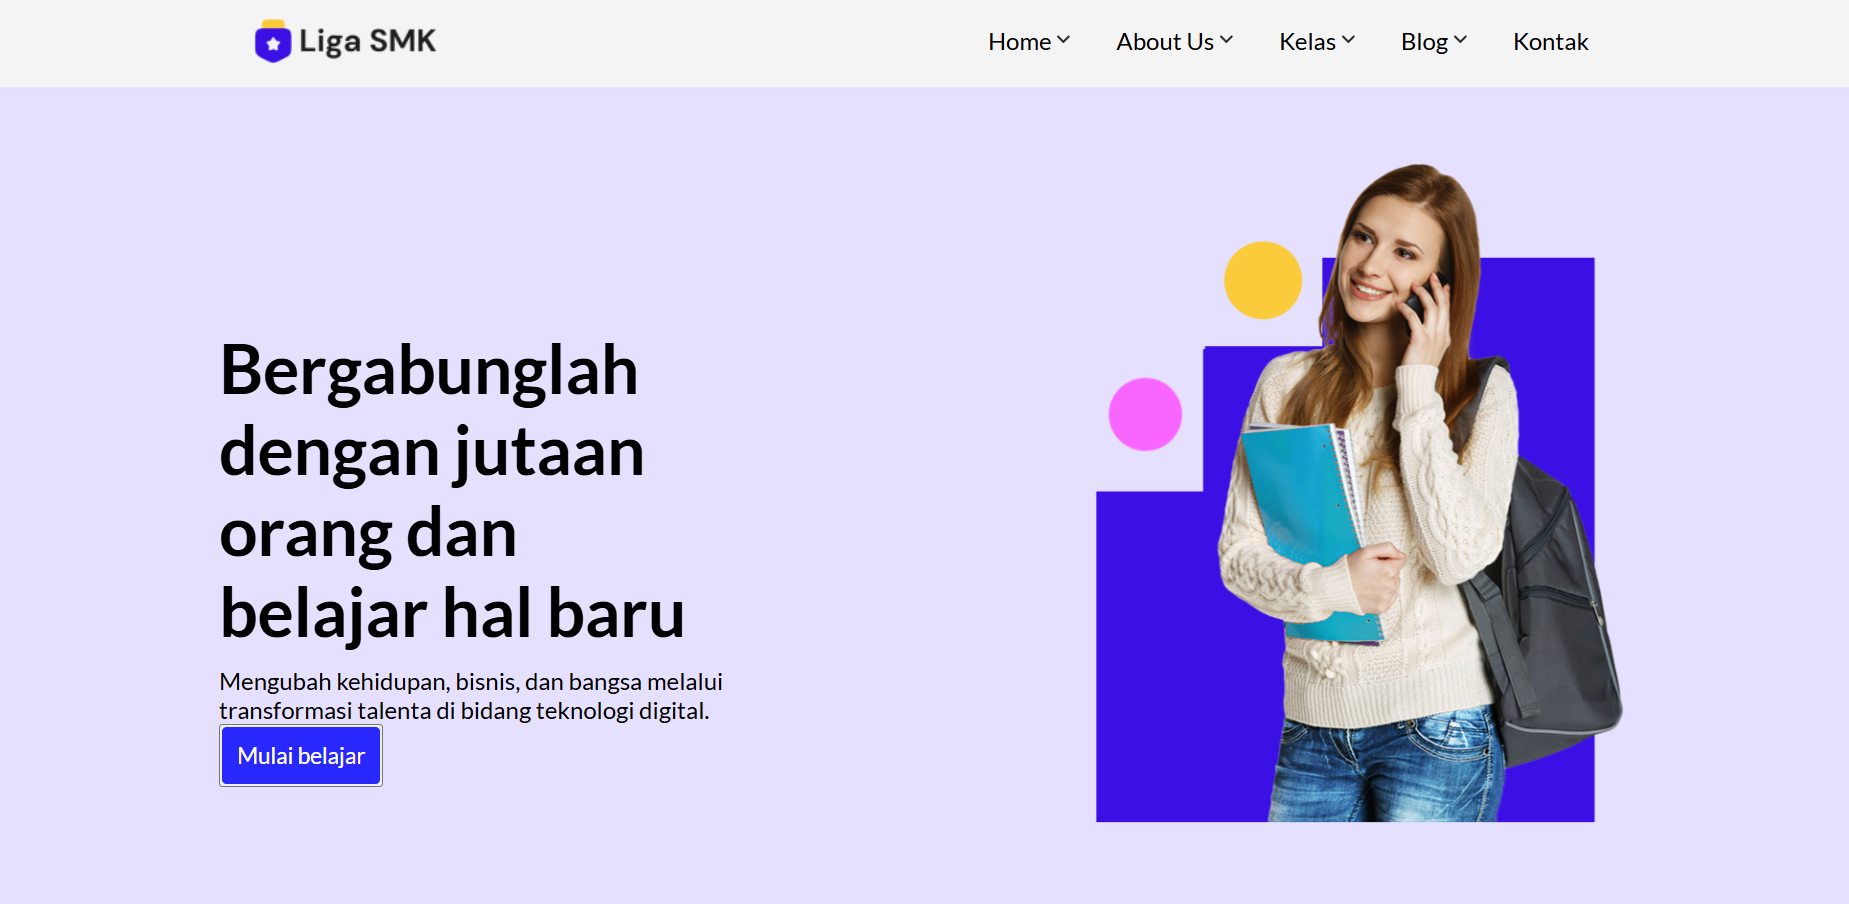 Liga SMK
Home
About Us
Kelas
Blog
Kontak
Bergabunglah
dengan jutaan
orang dan
belajar hal baru
Mengubah kehidupan, bisnis, dan bangsa melalui
transformasi talenta di bidang teknologi digital.
Mulai belajar